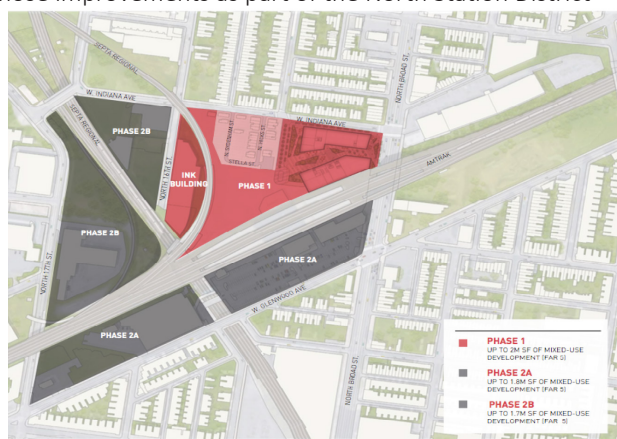 nose improvements as part of the North Station District
SEPTA REGIONAL
NORTH BROAD ST.
W. INDIANA AVE
W. INDIANA AVE
SEPTA REGIONAL
PHASE 2B
NORTH 16TH ST.
STELLA ST.
INK
BUILDING
PHASE 1
AMTRAK
PHASE 2B
PHASE 2A
NORTH 17TH ST.
W. GLENWOOD AVE
PHASE 2A
NORTH BROAD ST.
PHASE 1
UP TO 2M SF OF MIXED-USE
DEVELOPMENT (FAR 5)
PHASE 2A
UP TO 1.8M SF OF MIXED-USE
DEVELOPMENT (FAR 5)
PHASE 2B
UP TO 1.7M SF OF MIXED-USE
DEVELOPMENT (FAR 5)